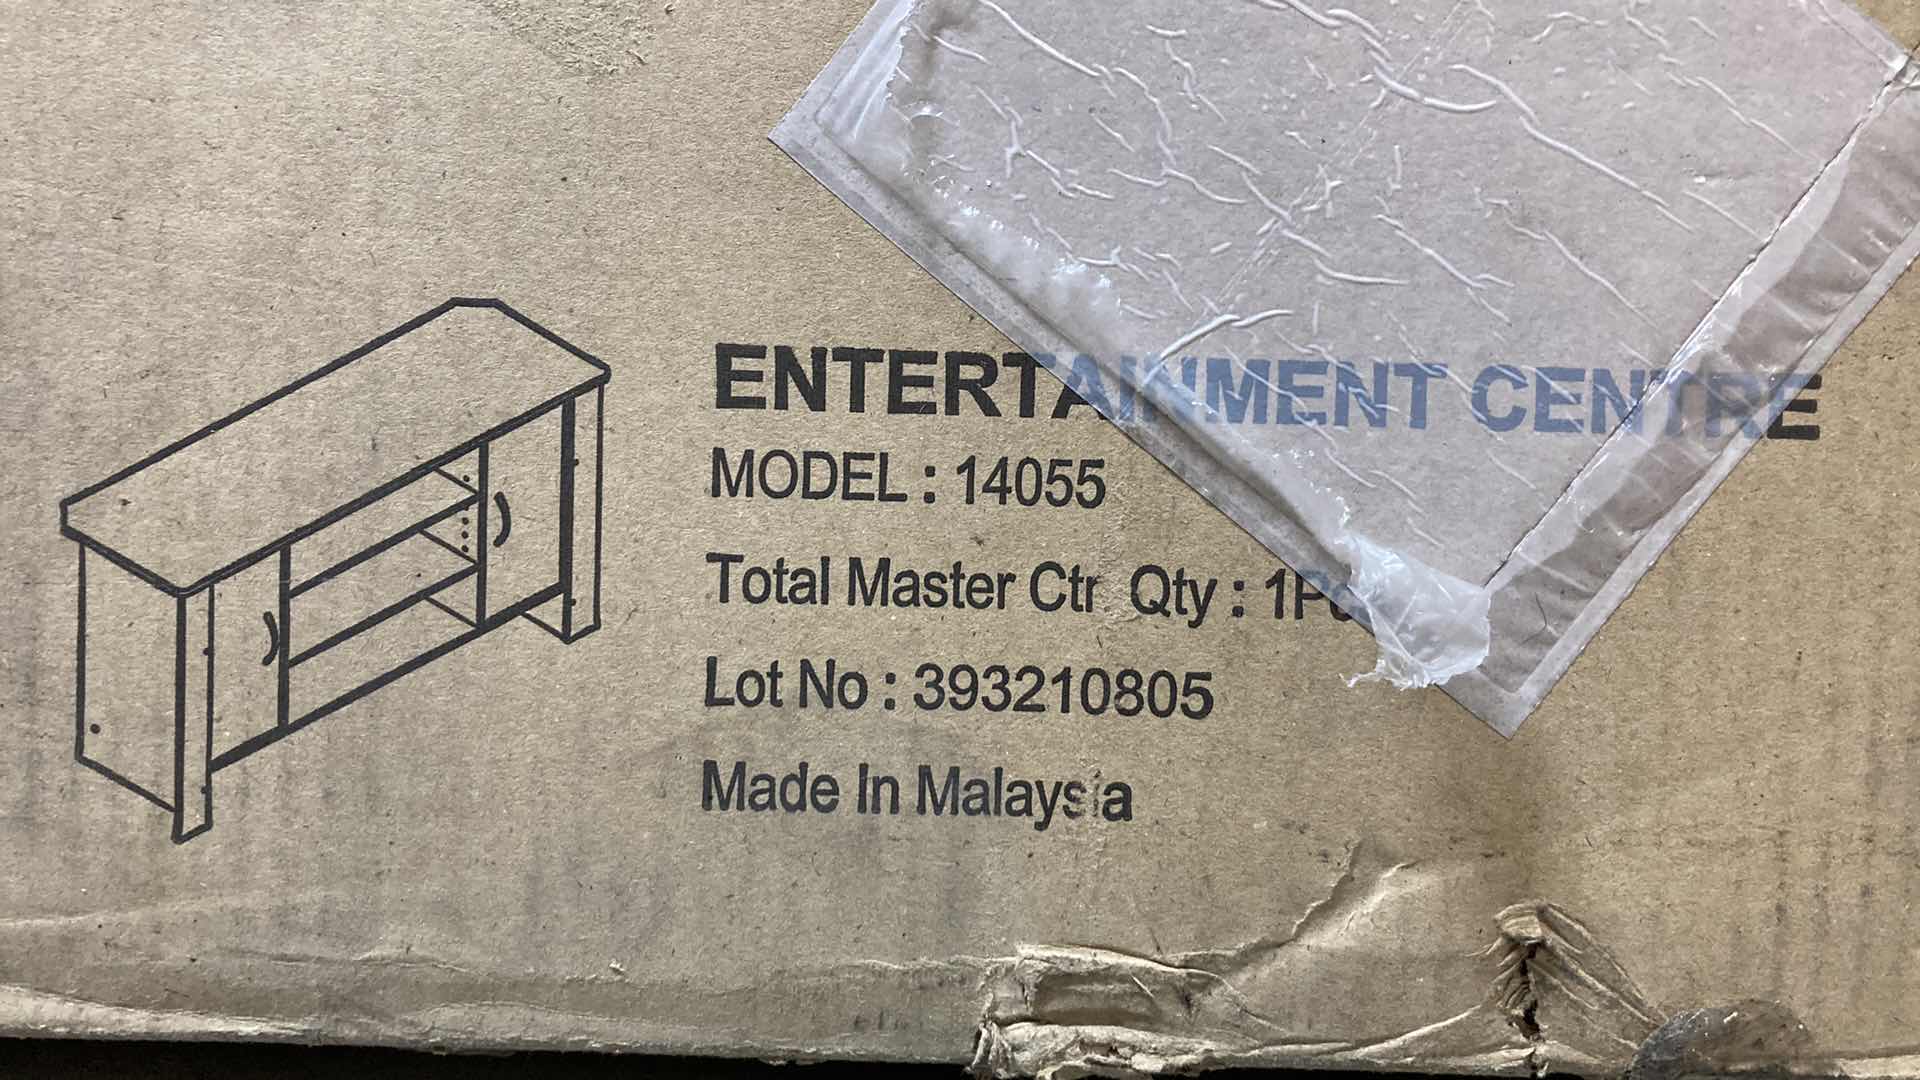 ENTERTAINMENT CENTRE
MODEL : 14055
Total Master Ctr Qty : 1Pc
Lot No : 393210805
Made In Malaysia